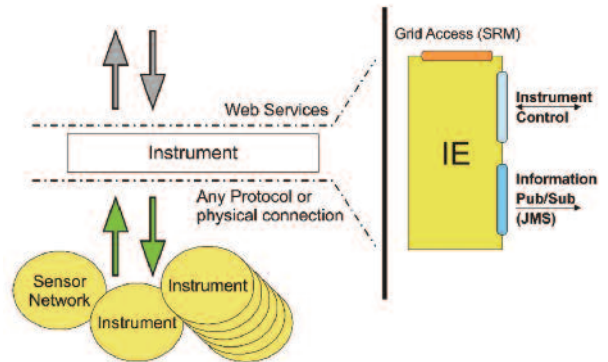 Grid Access (SRM)
Web Services
Instrument
Any Protocol or
physical connection
Sensor
Network
Instrument
Instrument
IE
Instrument
Control
Information
Pub/Sub
(JMS)